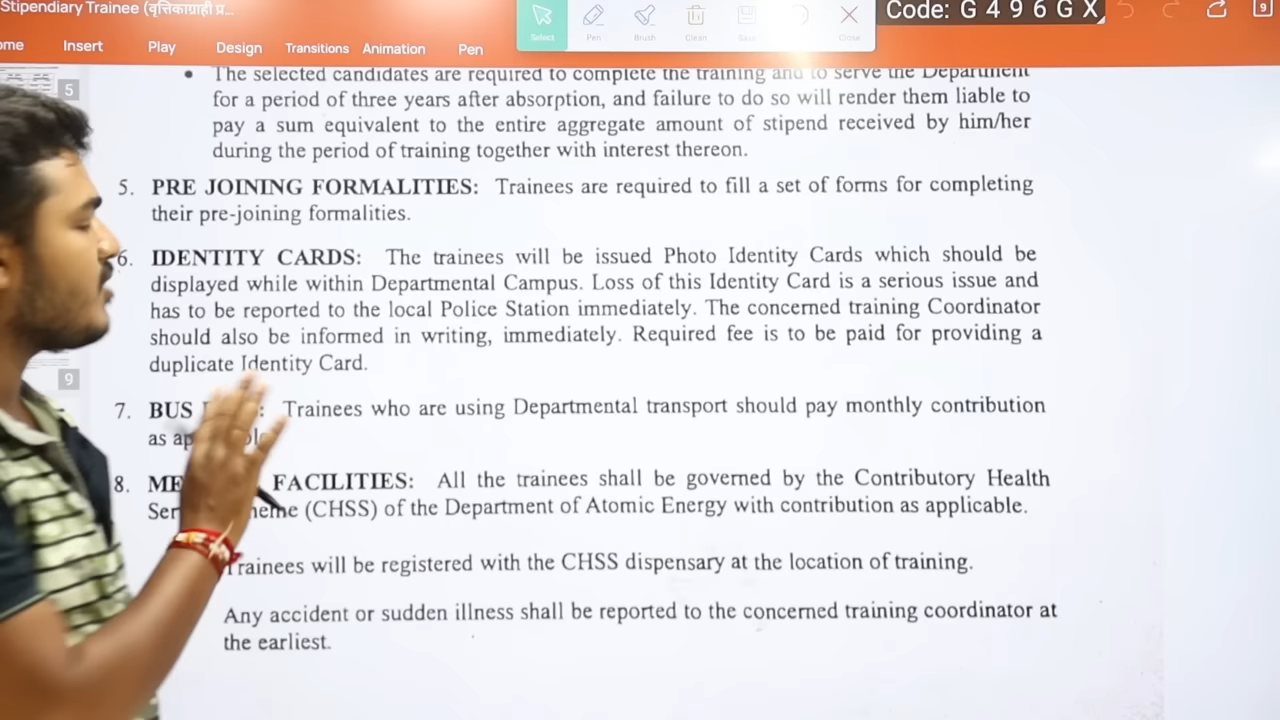 Stipendiary Trainee (वृत्तिकाग्राही प्र...
Code: G 4 9 6 G X
9
ome Insert Play Design Transitions Animation Pen
Select Pen Brush Clean Close
5
9
• The selected candidates are required to complete the training and to serve the Department
for a period of three years after absorption, and failure to do so will render them liable to
pay a sum equivalent to the entire aggregate amount of stipend received by him/her
during the period of training together with interest thereon.
5. PRE JOINING FORMALITIES: Trainees are required to fill a set of forms for completing
their pre-joining formalities.
6. IDENTITY CARDS: The trainees will be issued Photo Identity Cards which should be
displayed while within Departmental Campus. Loss of this Identity Card is a serious issue and
has to be reported to the local Police Station immediately. The concerned training Coordinator
should also be informed in writing, immediately. Required fee is to be paid for providing a
duplicate Identity Card.
7. BUS : Trainees who are using Departmental transport should pay monthly contribution
as
8. FACILITIES: All the trainees shall be governed by the Contributory Health
(CHSS) of the Department of Atomic Energy with contribution as applicable.
Trainees will be registered with the CHSS dispensary at the location of training.
Any accident or sudden illness shall be reported to the concerned training coordinator at
the earliest.